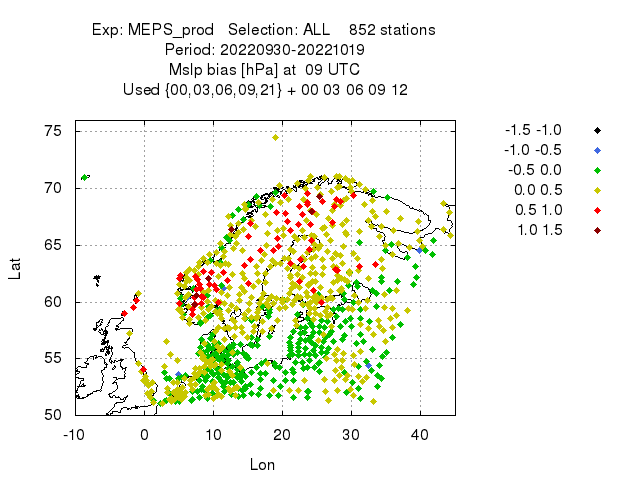 Exp: MEPS_prod Selection: ALL 852 stations
Period: 20220930-20221019
Mslp bias [hPa] at 09 UTC
Used {00,03,06,09,21} + 00 03 06 09 12
75
70
65
60
55
50
-10 0 10 20 30 40
Lat
Lon
-1.5 -1.0
-1.0 -0.5
-0.5 0.0
0.0 0.5
0.5 1.0
1.0 1.5